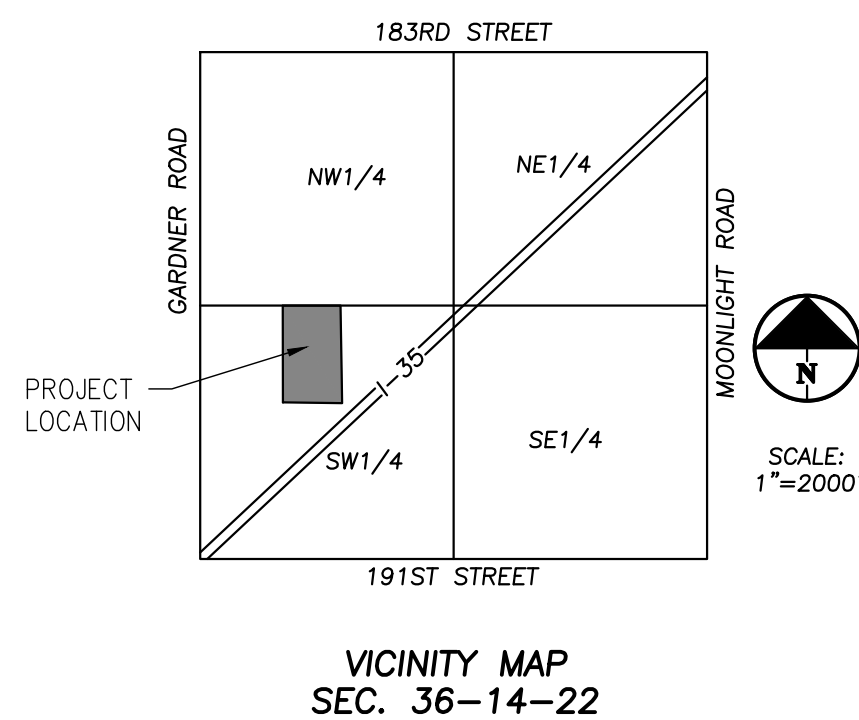 183RD STREET
GARDNER ROAD
NW1/4
NE1/4
MOONLIGHT ROAD
PROJECT
LOCATION
I-35
SW1/4
SE1/4
N
SCALE:
1"=2000'
191ST STREET
VICINITY MAP
SEC. 36-14-22